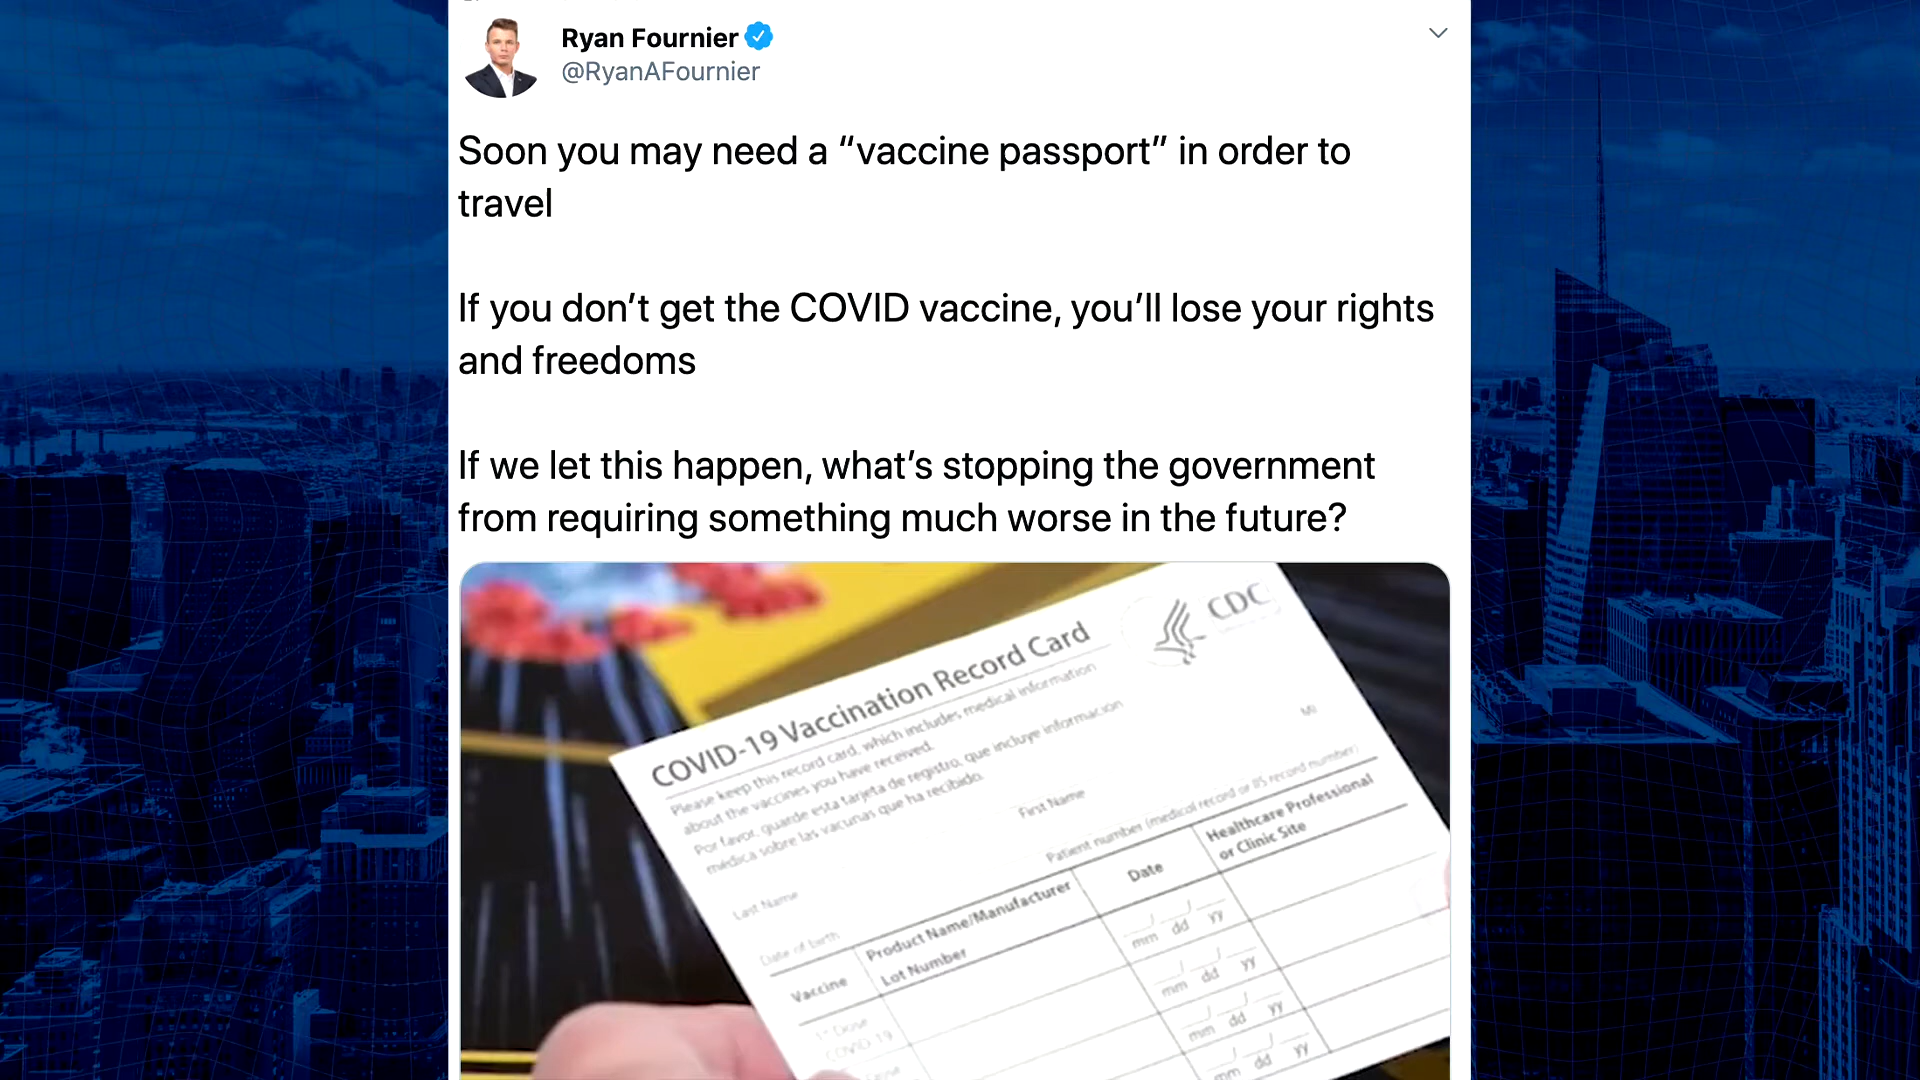 Ryan Fournier
@RyanAFournier
Soon you may need a “vaccine passport” in order to
travel
If you don’t get the COVID vaccine, you’ll lose your rights
and freedoms
If we let this happen, what’s stopping the government
from requiring something much worse in the future?
CDC
COVID-19 Vaccination Record Card
Please keep this record card, which includes medical information
about the vaccines you have received.
Por favor, guarde esta tarjeta de registro, que incluye información
médica sobre las vacunas que ha recibido.
Last Name
First Name
MI
Date of birth
Patient number (medical record or IIS record number)
Vaccine
Product Name/Manufacturer
Lot Number
Date
Healthcare Professional
or Clinic Site
1st Dose
COVID-19
mm dd yy
mm dd yy
mm dd yy
mm dd yy